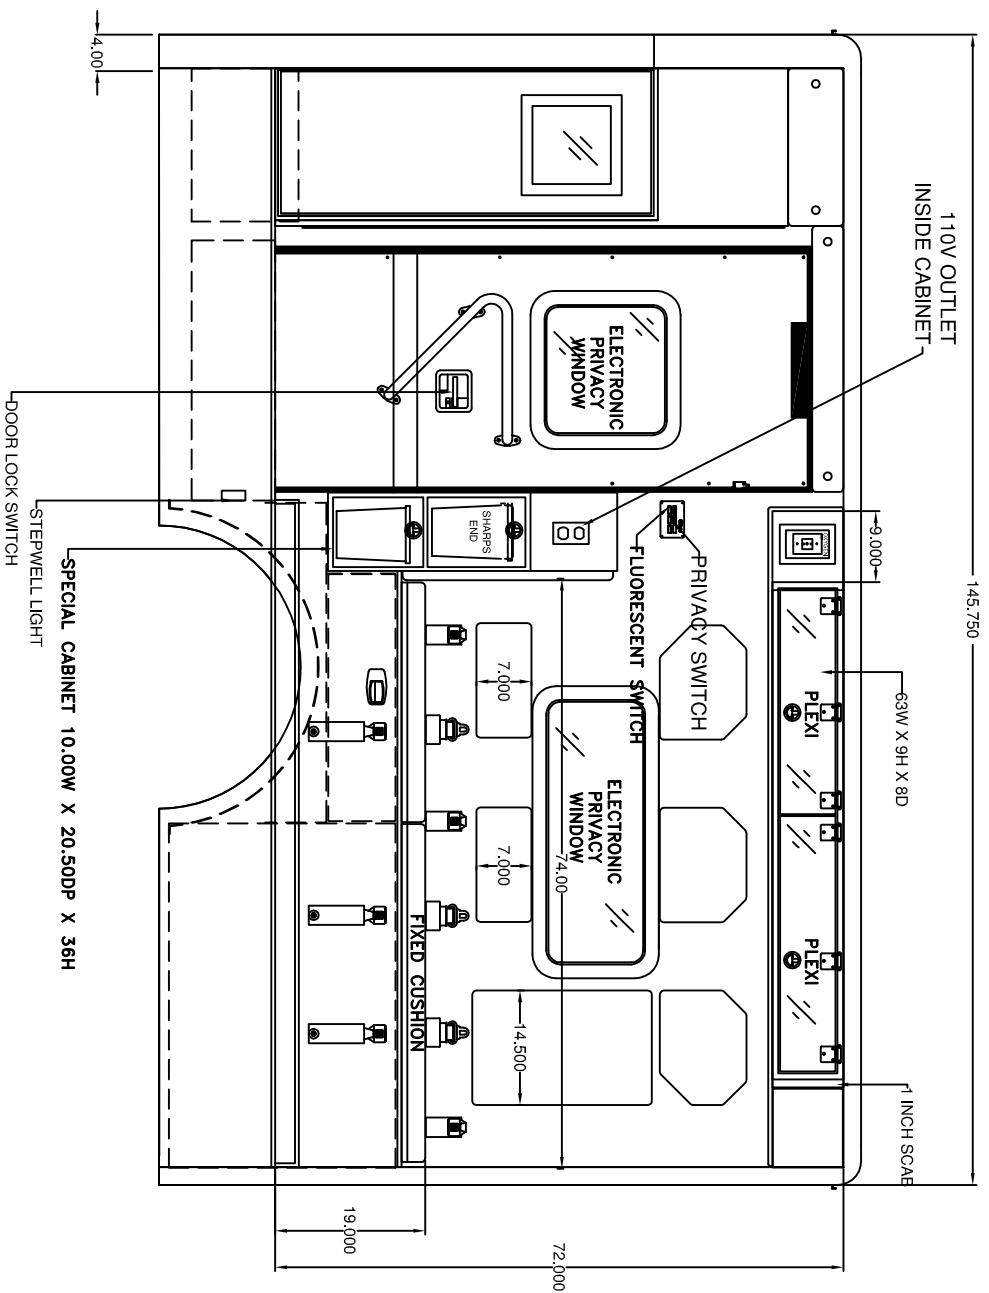 145.750
4.00
110V OUTLET
INSIDE CABINET
ELECTRONIC
PRIVACY
WINDOW
DOOR LOCK SWITCH
STEPWELL LIGHT
SPECIAL CABINET 10.00W X 20.50DP X 36H
SHARPS
END
FLUORESCENT SWITCH
PRIVACY SWITCH
9.000
63W X 9H X 8D
PLEXI
PLEXI
1 INCH SCAB
7.000
7.000
14.500
ELECTRONIC
PRIVACY
WINDOW
74.00
FIXED CUSHION
19.000
72.000